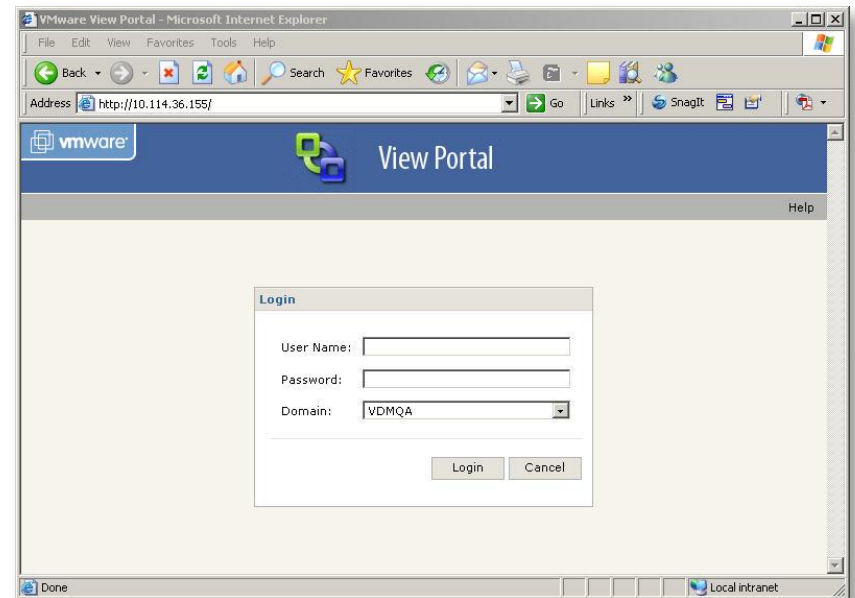 VMware View Portal - Microsoft Internet Explorer
File Edit View Favorites Tools Help
Back Search Favorites
Address http://10.114.36.155/ Go Links » SnagIt
vmware
View Portal
Help
Login
User Name:
Password:
Domain: VDMQA
Login Cancel
Done Local intranet